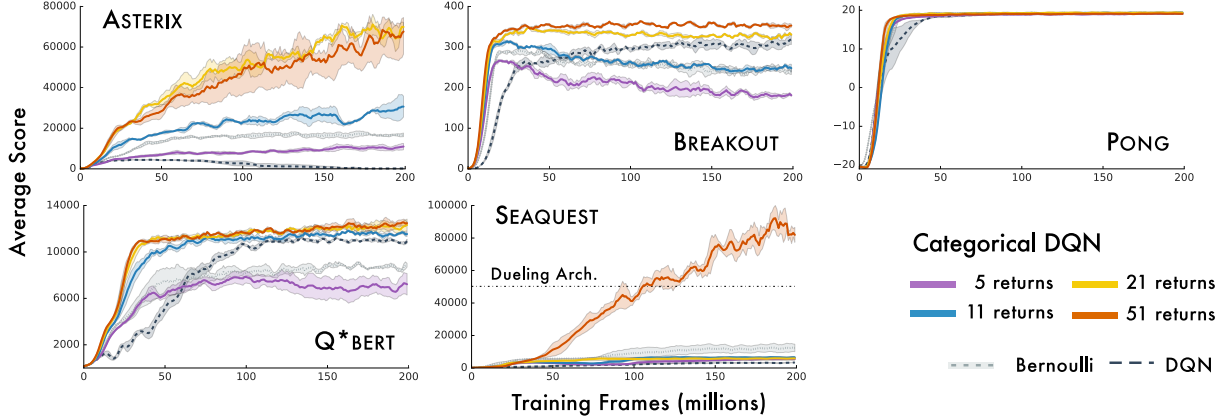 ASTERIX
80000
60000
40000
20000
0
0 50 100 150 200
BREAKOUT
400
300
200
100
0
0 50 100 150 200
PONG
20
10
0
−10
−20
0 50 100 150 200
Average Score
Q*BERT
14000
10000
6000
2000
0 50 100 150 200
SEAQUEST
100000
80000
60000
40000
20000
0
Dueling Arch.
0 50 100 150 200
Training Frames (millions)
Categorical DQN
5 returns 21 returns
11 returns 51 returns
Bernoulli DQN